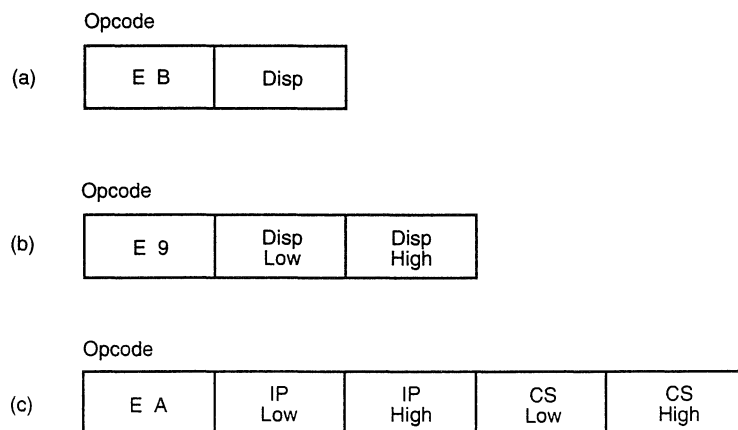 Opcode
(a) E B Disp
Opcode
(b) E 9 Disp Low Disp High
Opcode
(c) E A IP Low IP High CS Low CS High